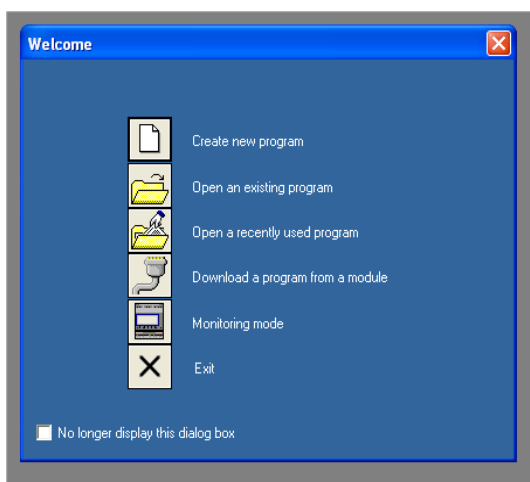 Welcome
Create new program
Open an existing program
Open a recently used program
Download a program from a module
Monitoring mode
Exit
No longer display this dialog box